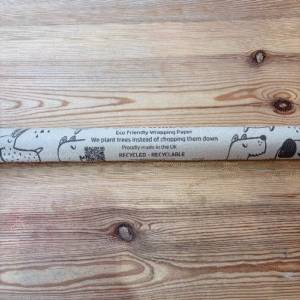 Eco Friendly Wrapping Paper
We plant trees instead of chopping them down
Proudly made in the UK
RECYCLED - RECYCLABLE